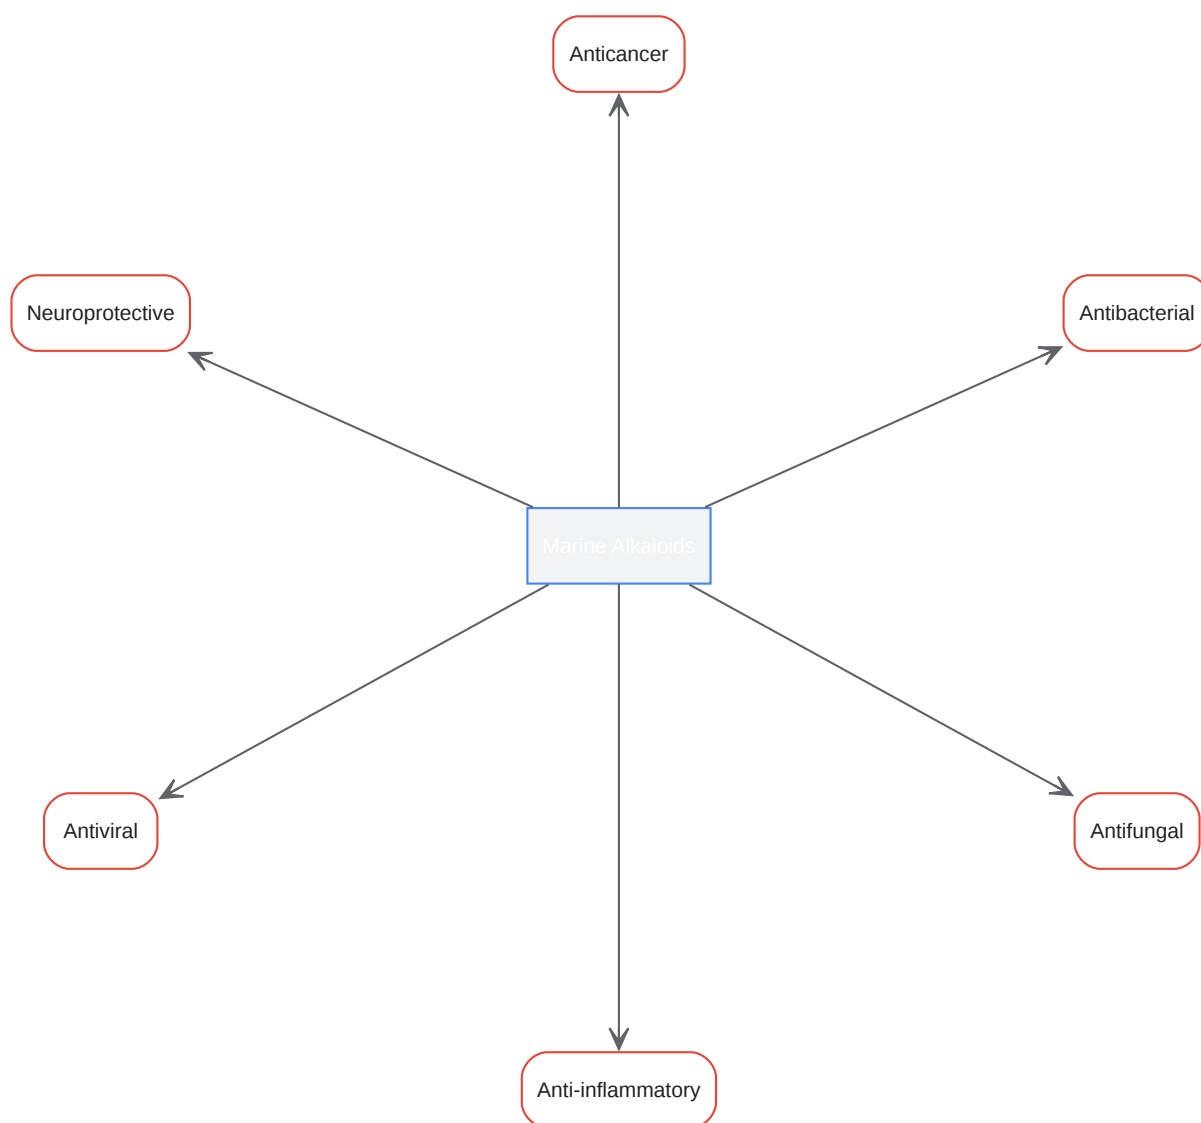 Anticancer
Neuroprotective
Antibacterial
Marine Alkaloids
Antiviral
Antifungal
Anti-inflammatory